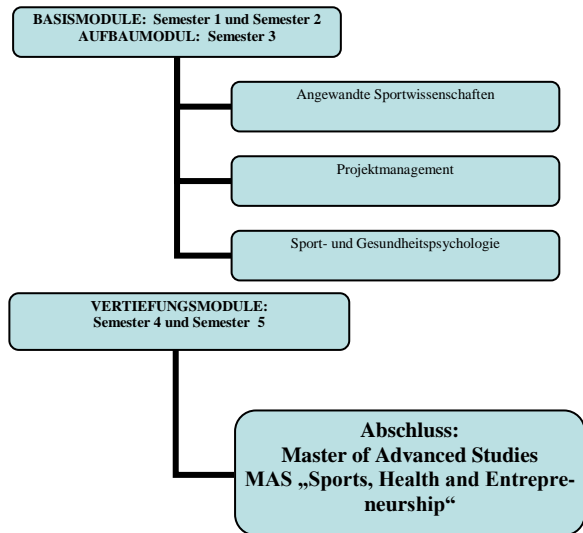 BASISMODULE: Semester 1 und Semester 2
AUFBAUMODUL: Semester 3
Angewandte Sportwissenschaften
Projektmanagement
Sport- und Gesundheitspsychologie
VERTIEFUNGSMODULE:
Semester 4 und Semester 5
Abschluss:
Master of Advanced Studies
MAS „Sports, Health and Entrepre-
neurship“